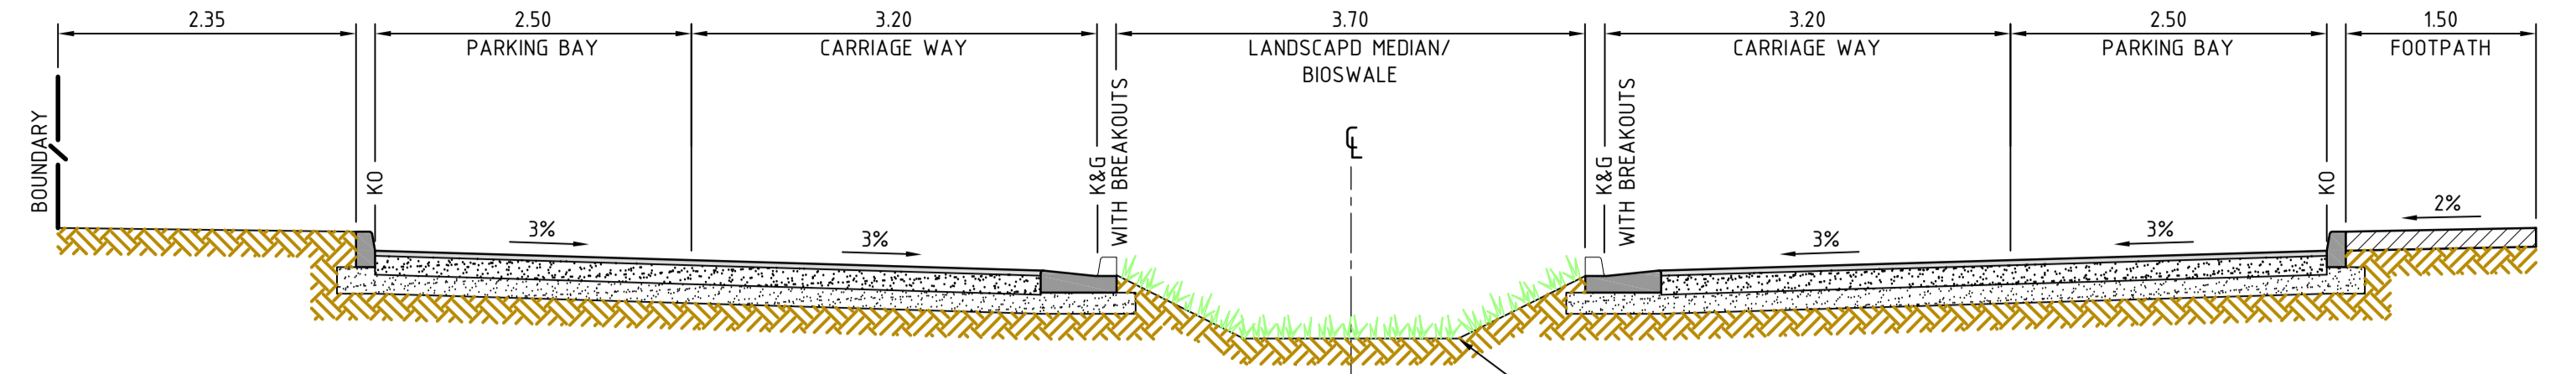 2.35
2.50
3.20
3.70
3.20
2.50
1.50
PARKING BAY
CARRIAGE WAY
LANDSCAPD MEDIAN/
BIOSWALE
CARRIAGE WAY
PARKING BAY
FOOTPATH
BOUNDARY
KO
K&G
WITH BREAKOUTS
℄
K&G
WITH BREAKOUTS
KO
3%
3%
3%
3%
2%